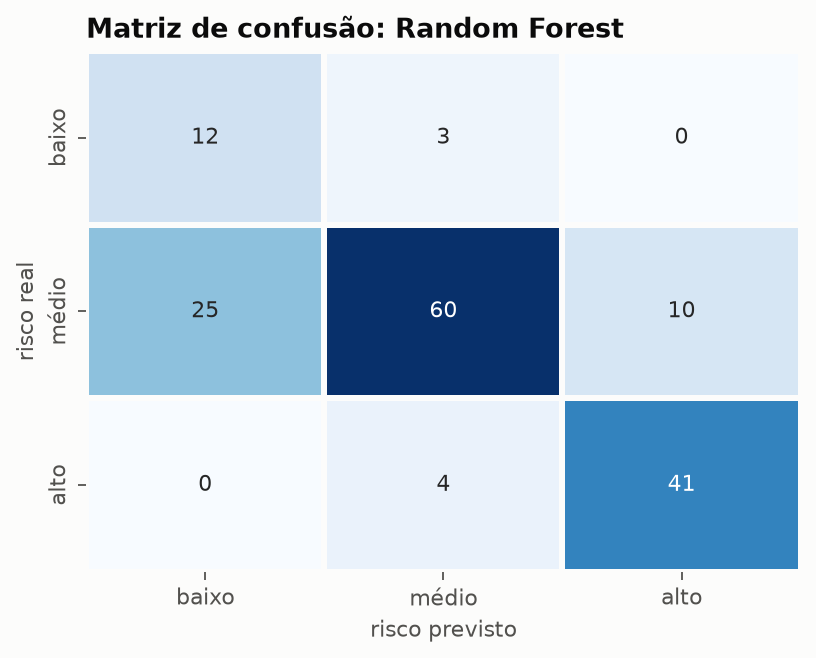 Matriz de confusão: Random Forest
risco real
baixo
12
3
0
médio
25
60
10
alto
0
4
41
baixo
médio
alto
risco previsto